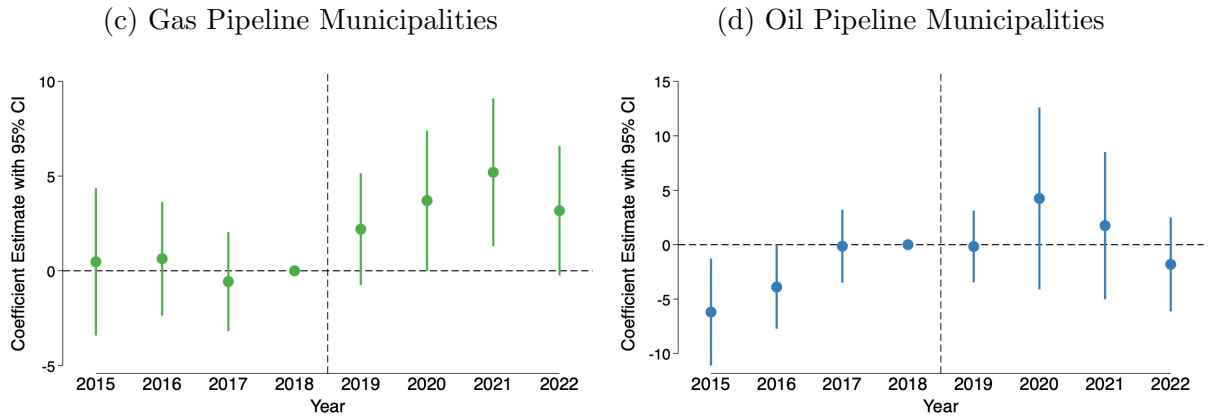 (c) Gas Pipeline Municipalities
Coefficient Estimate with 95% CI
10
5
0
-5
2015 2016 2017 2018 2019 2020 2021 2022
Year
(d) Oil Pipeline Municipalities
Coefficient Estimate with 95% CI
15
10
5
0
-5
-10
2015 2016 2017 2018 2019 2020 2021 2022
Year